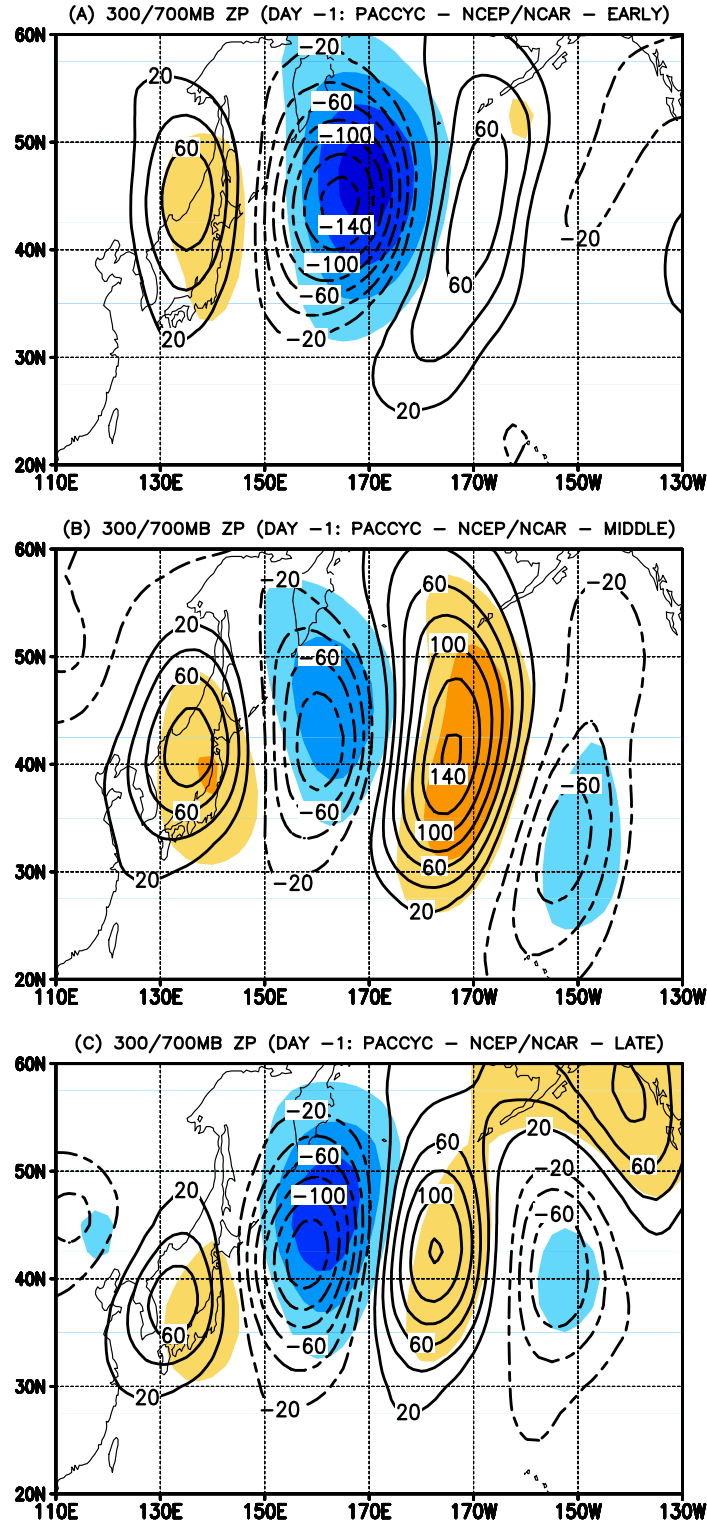 (A) 300/700MB ZP (DAY −1: PACCYC − NCEP/NCAR − EARLY)
60N
−20
20
−60
−100
60
50N
60
−140
−20
40N
−100
60
−60
20
−20
30N
20
20N
110E 130E 150E 170E 170W 150W 130W
(B) 300/700MB ZP (DAY −1: PACCYC − NCEP/NCAR − MIDDLE)
60N
−20
60
−20
20
100
50N
−60
60
40N
140
−60
60
−60
100
60
30N
20
−20
20
20N
110E 130E 150E 170E 170W 150W 130W
(C) 300/700MB ZP (DAY −1: PACCYC − NCEP/NCAR − LATE)
60N
−20
20
60
−60
60
−20
50N
20
−100
100
−60
40N
60
−60
60
30N
20
−20
20
20N
110E 130E 150E 170E 170W 150W 130W